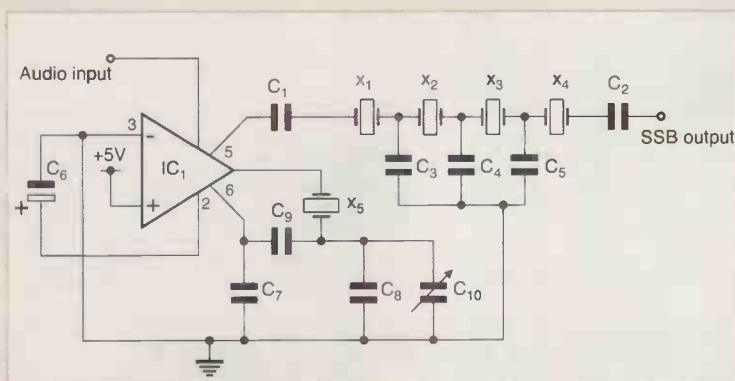 Audio input
C1
x1
x2
x3
x4
C2
SSB output
3
-
+5V
IC1
5
6
2
+
C6
+
C3
C4
C5
x5
C9
C7
C8
C10